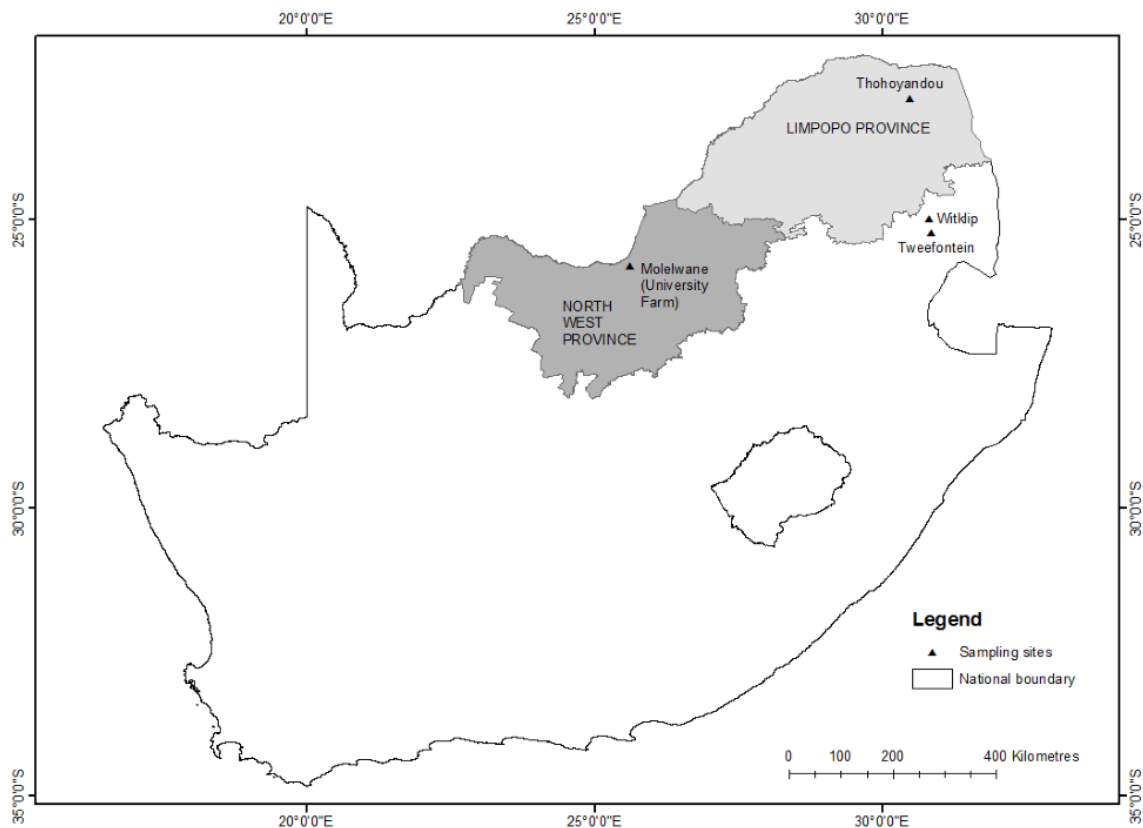 20°0'0"E
25°0'0"E
30°0'0"E
Thohoyandou
LIMPOPO PROVINCE
25°0'0"S
25°0'0"S
Witklip
Tweefontein
Molelwane
(University
Farm)
NORTH
WEST
PROVINCE
30°0'0"S
30°0'0"S
Legend
Sampling sites
National boundary
0 100 200 400 Kilometres
35°0'0"S
35°0'0"S
20°0'0"E
25°0'0"E
30°0'0"E